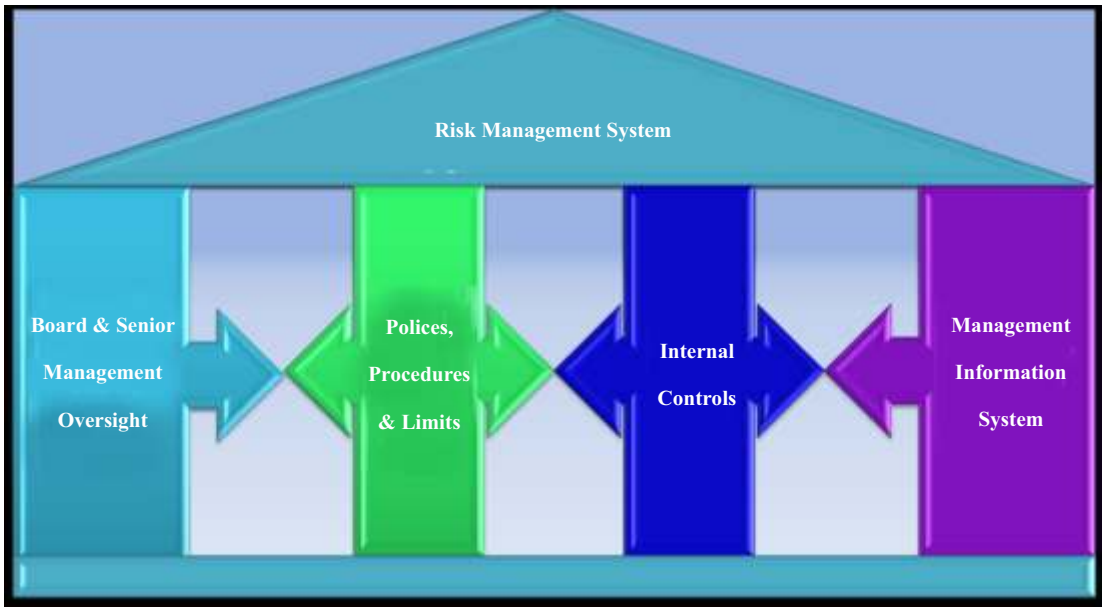 Risk Management System
Board & Senior
Management
Oversight
Polices,
Procedures
& Limits
Internal
Controls
Management
Information
System